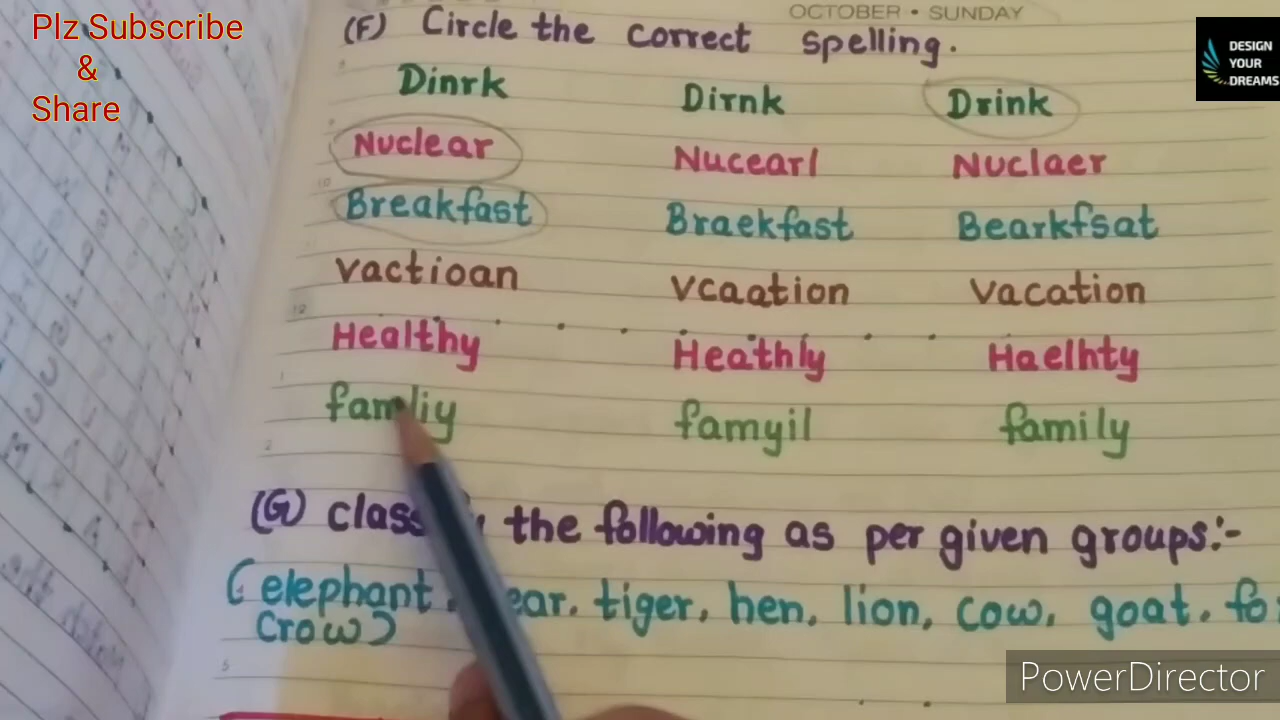 Plz Subscribe
&
Share
OCTOBER • SUNDAY
DESIGN
YOUR
DREAMS
(F) Circle the correct spelling.
Dinrk Dirnk Drink
Nuclear Nucearl Nuclaer
Breakfast Braekfast Bearkfsat
vactioan vcaation vacation
Healthy Heathly Haelhty
famliy famyil family
(G) the following as per given groups:-
(elephant, tiger, hen, lion, cow, goat.
crow)
PowerDirector